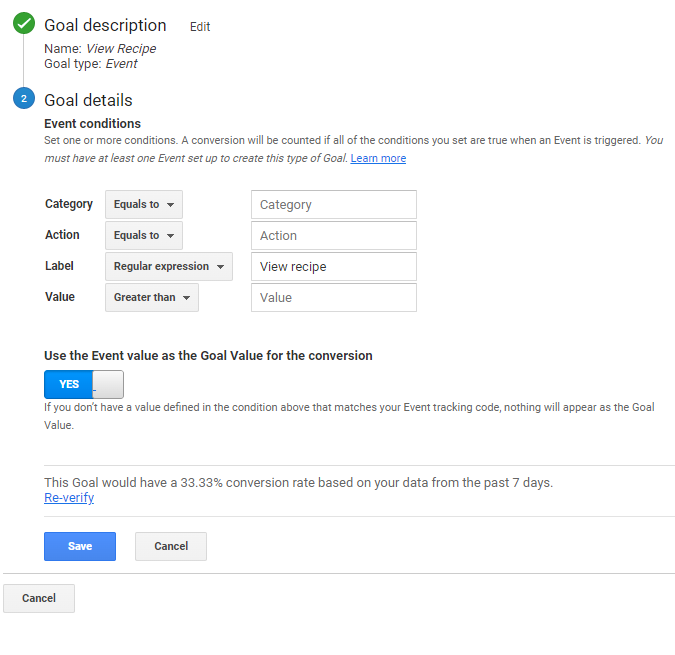 Goal description Edit
Name: View Recipe
Goal type: Event
2 Goal details
Event conditions
Set one or more conditions. A conversion will be counted if all of the conditions you set are true when an Event is triggered. You
must have at least one Event set up to create this type of Goal. Learn more
Category Equals to Category
Action Equals to Action
Label Regular expression View recipe
Value Greater than Value
Use the Event value as the Goal Value for the conversion
YES
If you don't have a value defined in the condition above that matches your Event tracking code, nothing will appear as the Goal
Value.
This Goal would have a 33.33% conversion rate based on your data from the past 7 days.
Re-verify
Save Cancel
Cancel